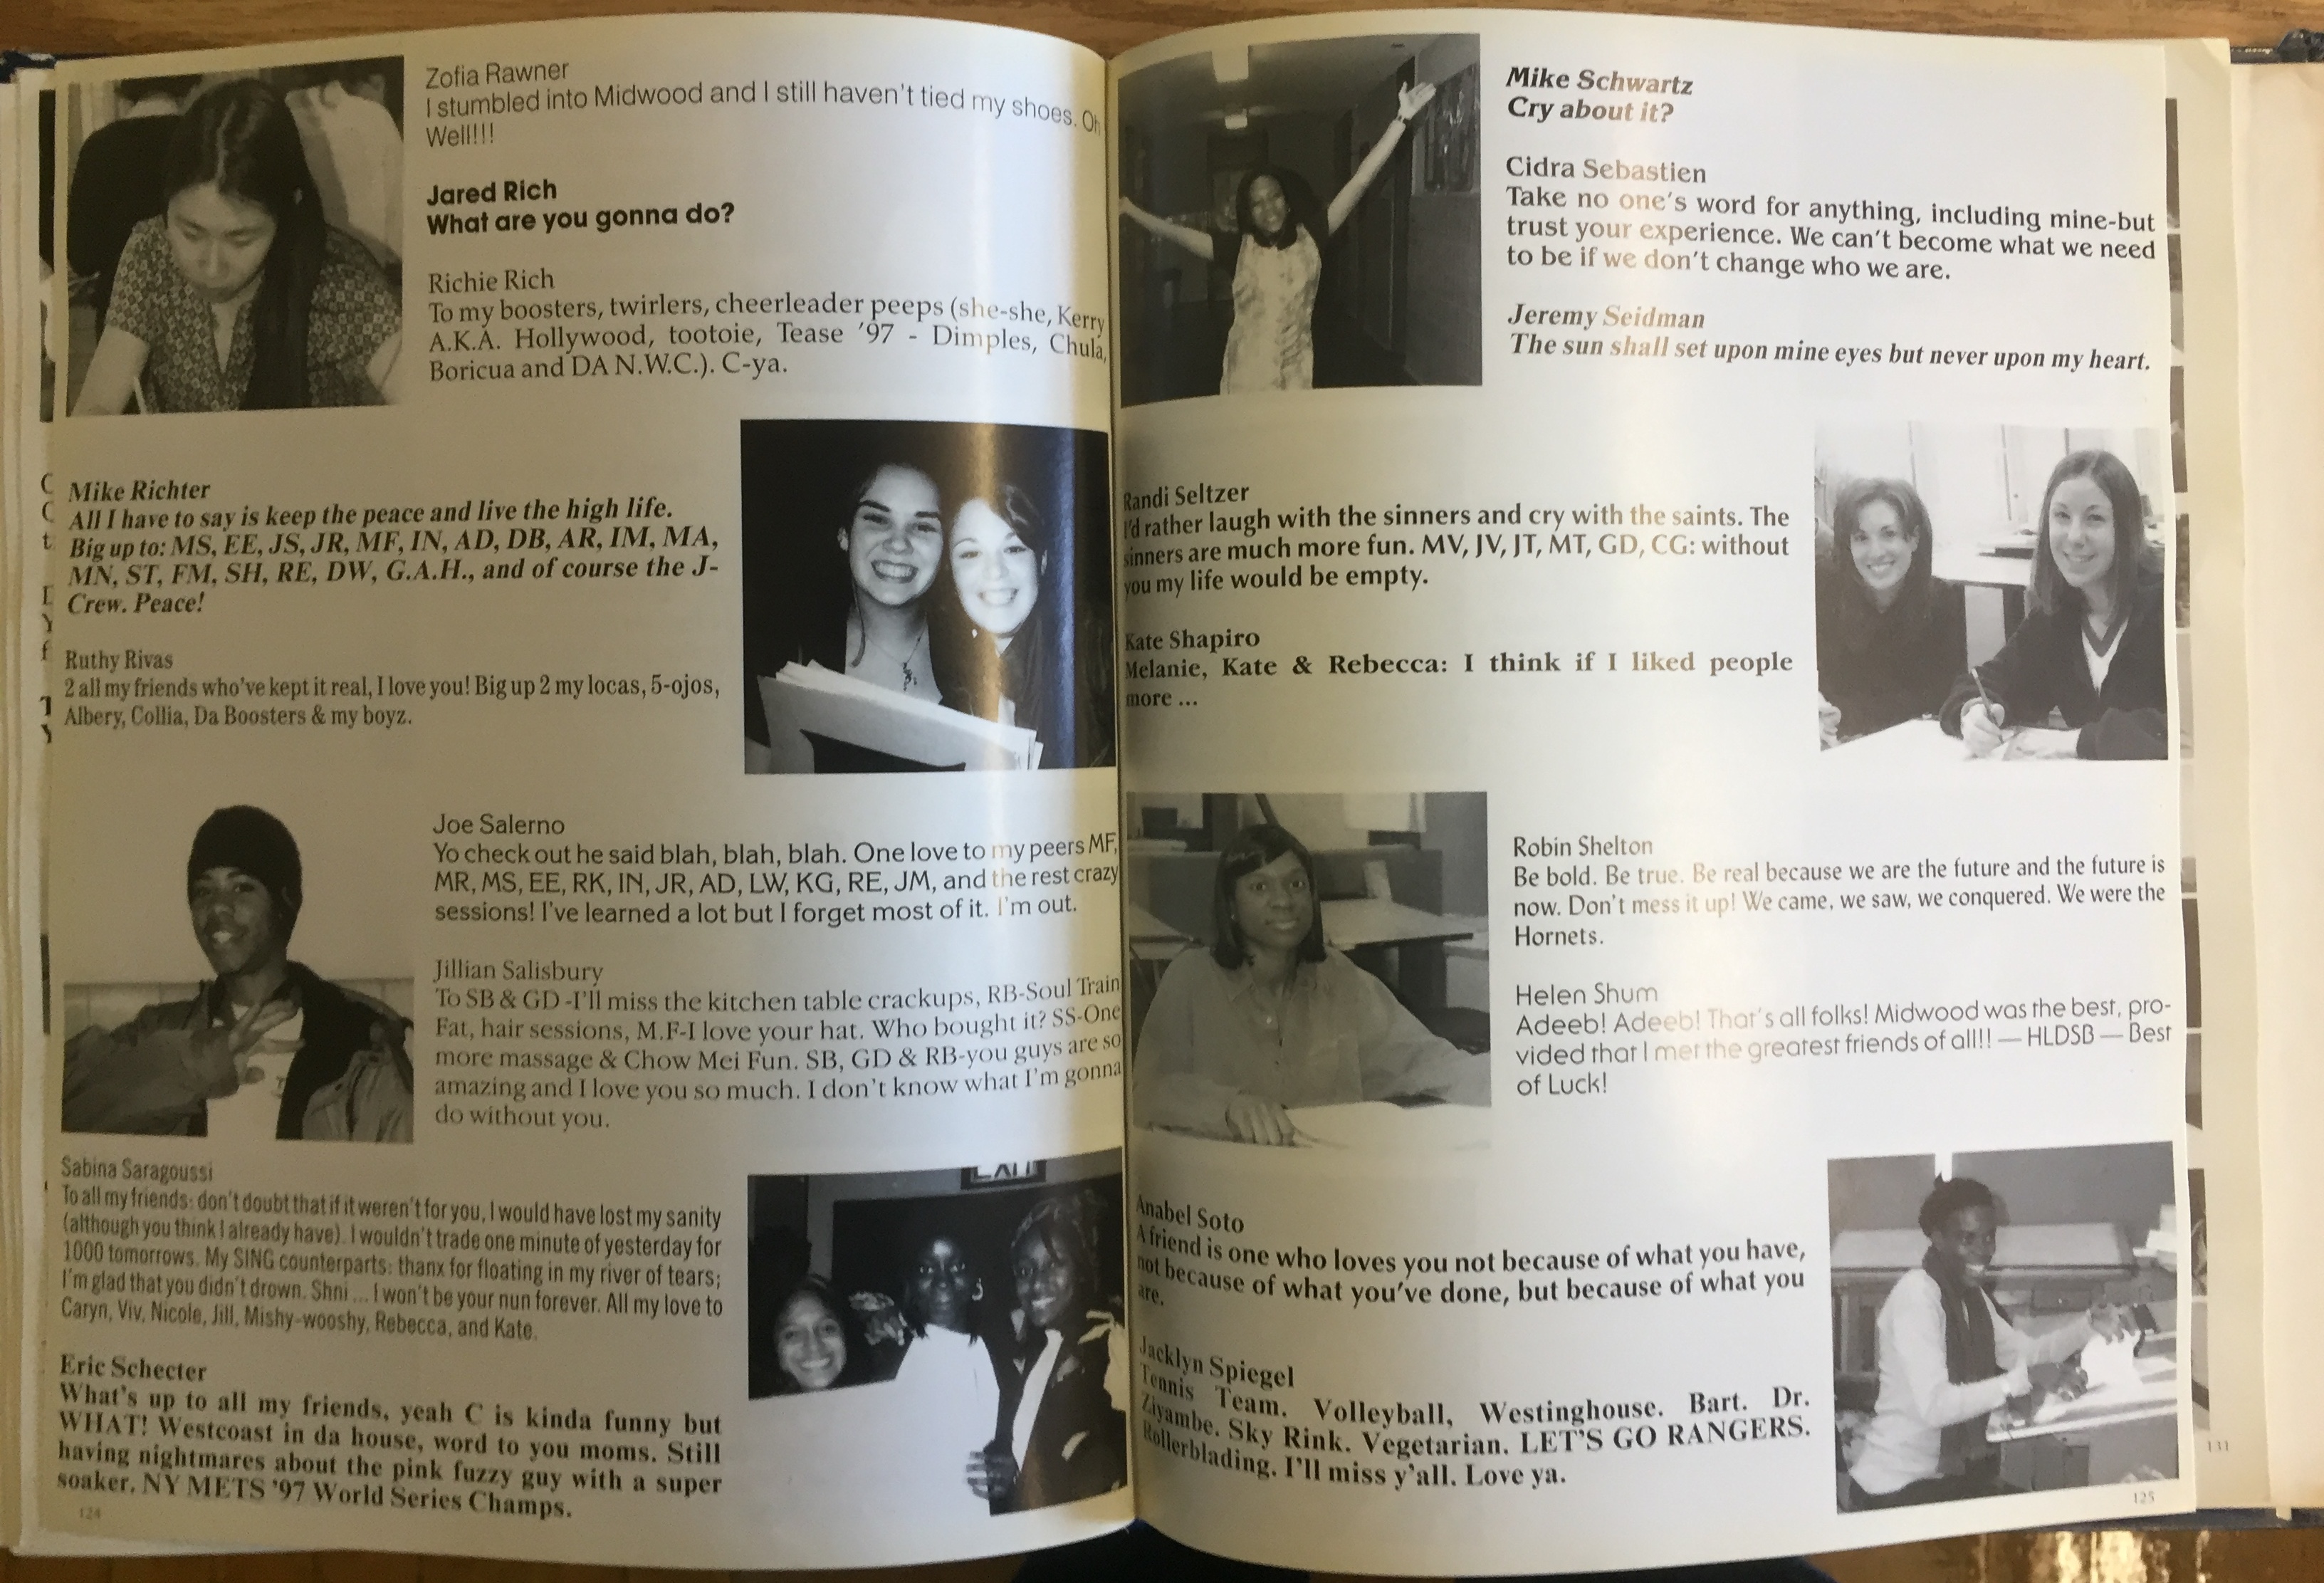 Zofia Rawner
I stumbled into Midwood and I still haven't tied my shoes. Oh
Well!!!
Jared Rich
What are you gonna do?
Richie Rich
To my boosters, twirlers, cheerleader peeps (she-she, Kerry
A.K.A. Hollywood, tootoie, Tease '97 - Dimples, Chula,
Boricua and DA N.W.C.). C-ya.
Mike Richter
All I have to say is keep the peace and live the high life.
Big up to: MS, EE, JS, JR, MF, IN, AD, DB, AR, IM, MA,
MN, ST, FM, SH, RE, DW, G.A.H., and of course the J-
Crew. Peace!
Ruthy Rivas
2 all my friends who've kept it real, I love you! Big up 2 my locas, 5-ojos,
Albery, Collia, Da Boosters & my boyz.
Joe Salerno
Yo check out he said blah, blah, blah. One love to my peers MF,
MR, MS, EE, RK, IN, JR, AD, LW, KG, RE, JM, and the rest crazy
sessions! I've learned a lot but I forget most of it. I'm out.
Jillian Salisbury
To SB & GD -I'll miss the kitchen table crackups, RB-Soul Train
Fat, hair sessions, M.F-I love your hat. Who bought it? SS-One
more massage & Chow Mei Fun. SB, GD & RB-you guys are so
amazing and I love you so much. I don't know what I'm gonna
do without you.
Sabina Saragoussi
To all my friends: don't doubt that if it weren't for you, I would have lost my sanity
(although you think I already have). I wouldn't trade one minute of yesterday for
1000 tomorrows. My SING counterparts: thanx for floating in my river of tears;
I'm glad that you didn't drown. Shni ... I won't be your nun forever. All my love to
Caryn, Viv, Nicole, Jill, Mishy-wooshy, Rebecca, and Kate.
Eric Schecter
What's up to all my friends, yeah C is kinda funny but
WHAT! Westcoast in da house, word to you moms. Still
having nightmares about the pink fuzzy guy with a super
soaker. NY METS '97 World Series Champs.
124
EXIT
Mike Schwartz
Cry about it?
Cidra Sebastien
Take no one's word for anything, including mine-but
trust your experience. We can't become what we need
to be if we don't change who we are.
Jeremy Seidman
The sun shall set upon mine eyes but never upon my heart.
Randi Seltzer
I'd rather laugh with the sinners and cry with the saints. The
sinners are much more fun. MV, JV, JT, MT, GD, CG: without
you my life would be empty.
Kate Shapiro
Melanie, Kate & Rebecca: I think if I liked people
more ...
Robin Shelton
Be bold. Be true. Be real because we are the future and the future is
now. Don't mess it up! We came, we saw, we conquered. We were the
Hornets.
Helen Shum
Adeeb! Adeeb! That's all folks! Midwood was the best, pro-
vided that I met the greatest friends of all!! — HLDSB — Best
of Luck!
Anabel Soto
A friend is one who loves you not because of what you have,
not because of what you've done, but because of what you
are.
Jacklyn Spiegel
Tennis Team. Volleyball, Westinghouse. Bart. Dr.
Ziyambe. Sky Rink. Vegetarian. LET'S GO RANGERS.
Rollerblading. I'll miss y'all. Love ya.
125
131